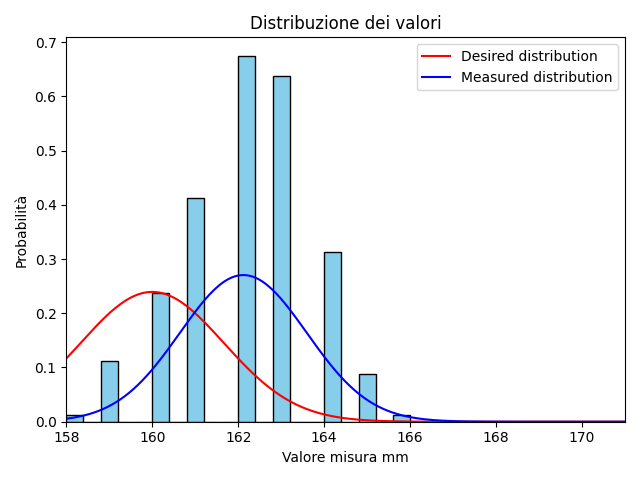 Distribuzione dei valori
Desired distribution
Measured distribution
Probabilità
0.7
0.6
0.5
0.4
0.3
0.2
0.1
0.0
158 160 162 164 166 168 170
Valore misura mm